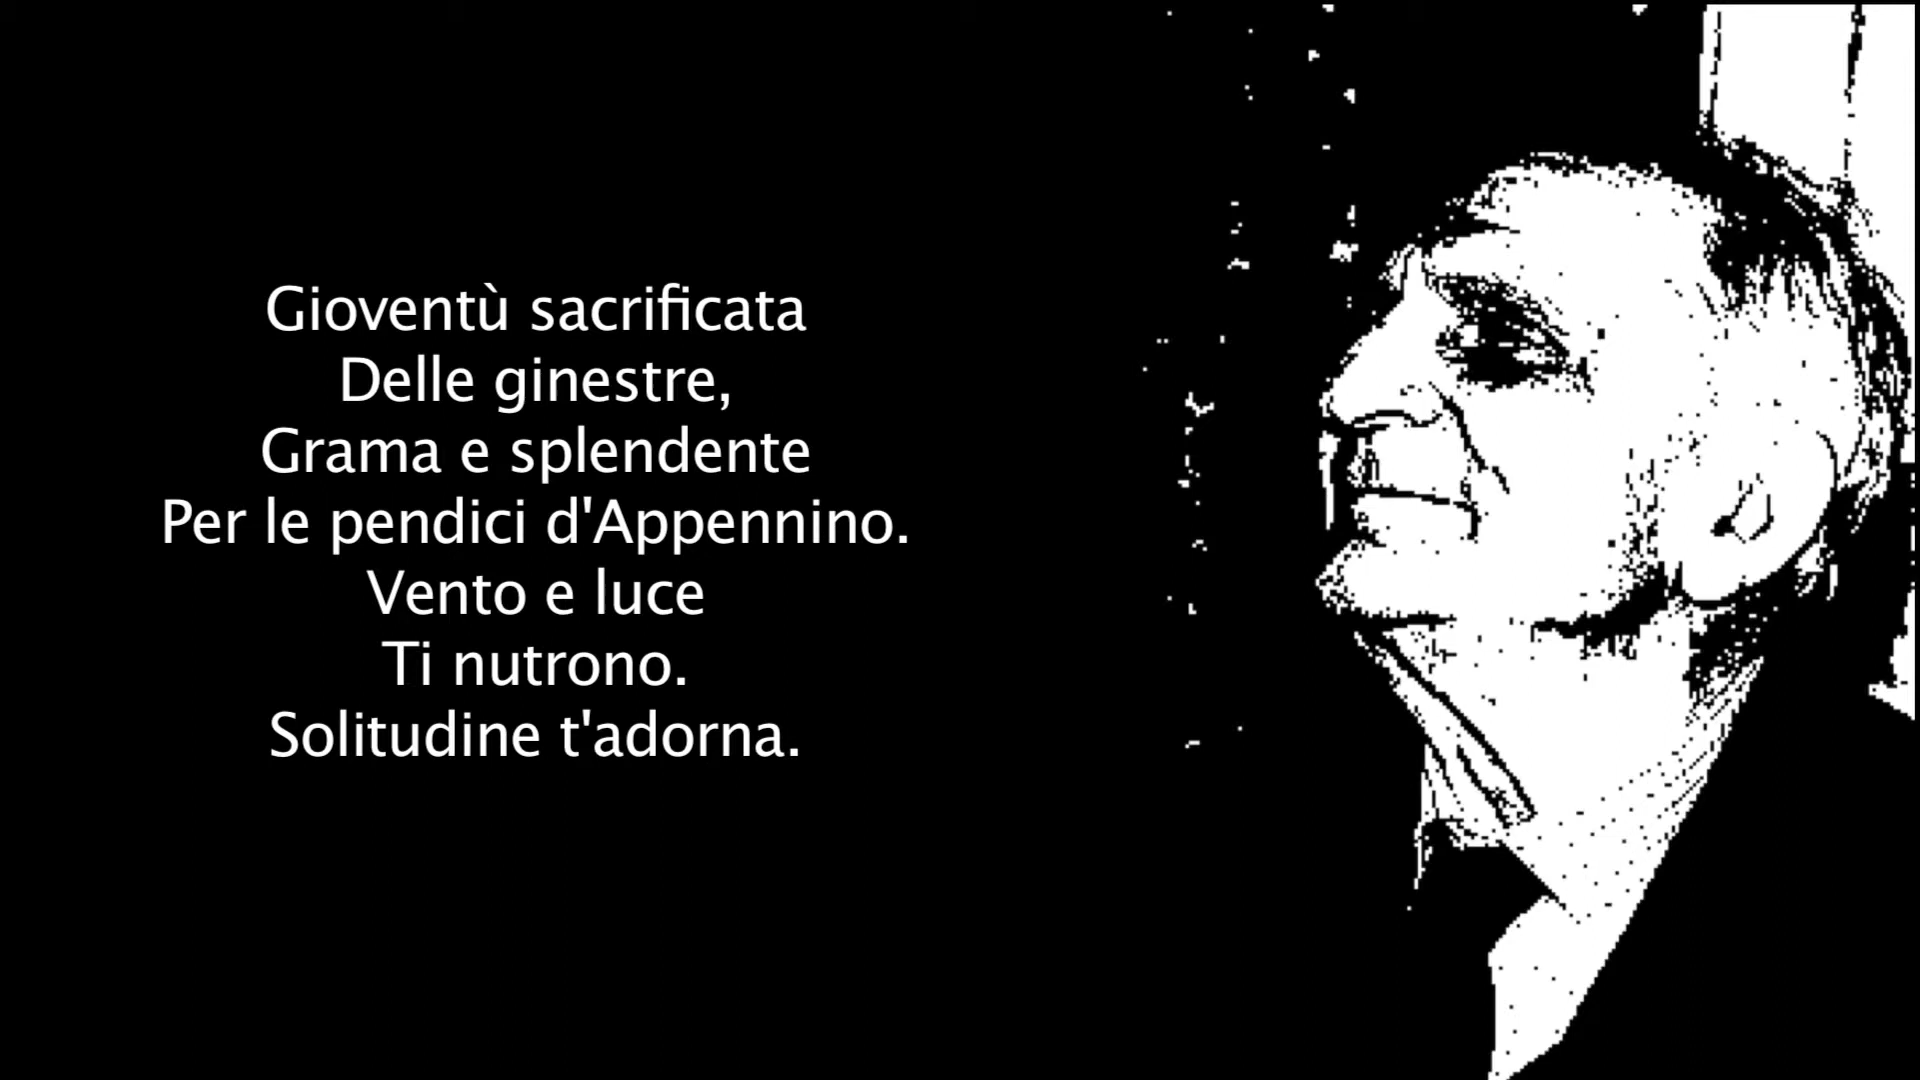 Gioventù sacrificata
Delle ginestre,
Grama e splendente
Per le pendici d'Appennino.
Vento e luce
Ti nutrono.
Solitudine t'adorna.